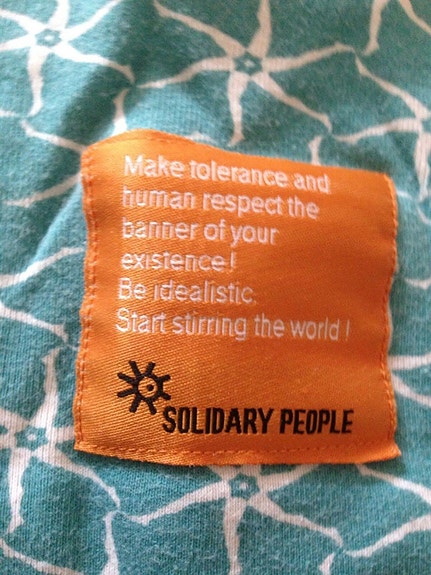 Make tolerance and
human respect the
banner of your
existence!
Be idealistic.
Start stirring the world !
SOLIDARY PEOPLE